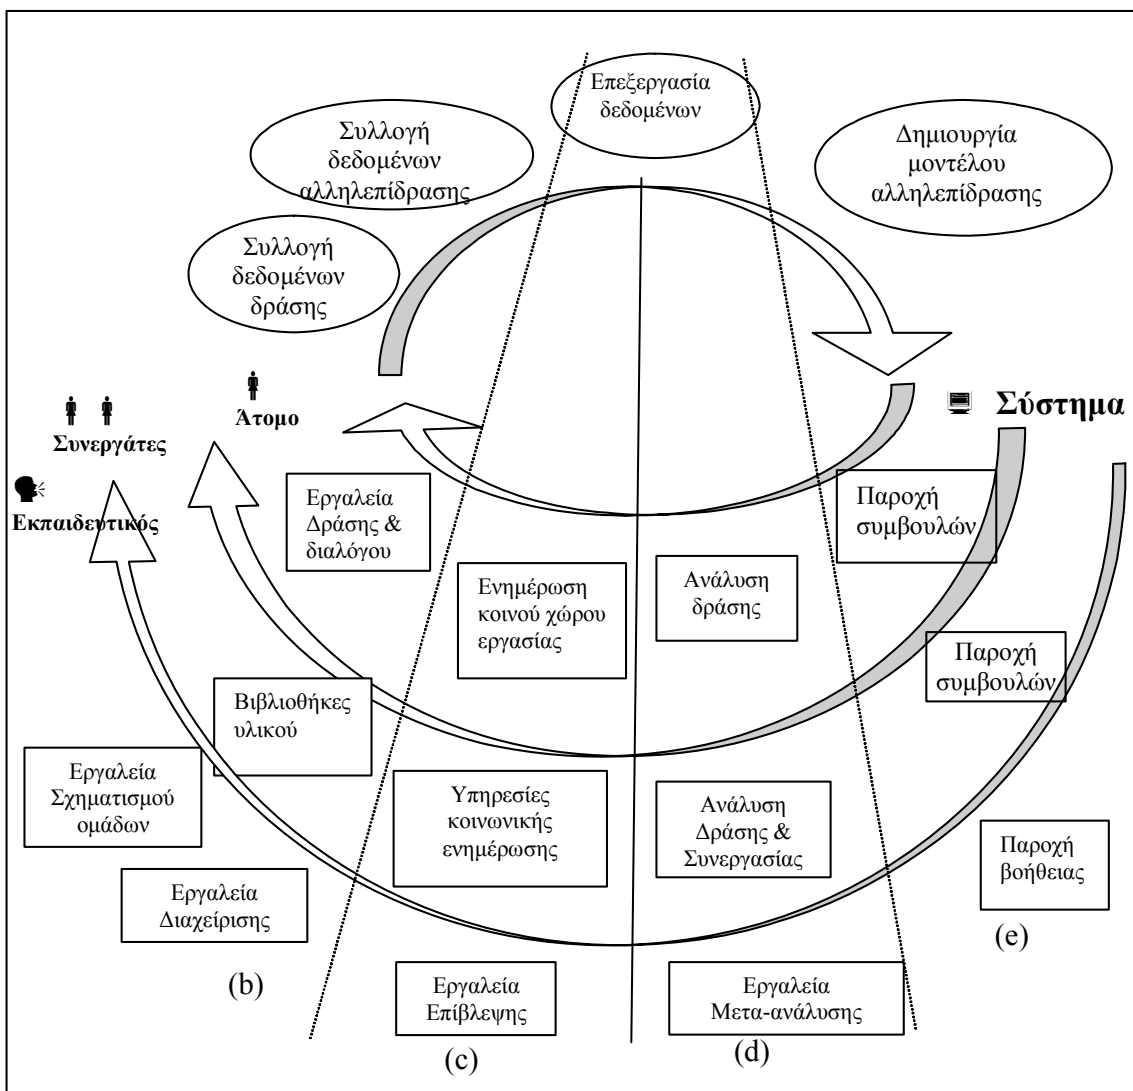 Επεξεργασία
δεδομένων
Συλλογή
δεδομένων
αλληλεπίδρασης
Δημιουργία
μοντέλου
αλληλεπίδρασης
Συλλογή
δεδομένων
δράσης
Άτομο
Συνεργάτες
Εκπαιδευτικός
Σύστημα
Εργαλεία
Δράσης &
διαλόγου
Παροχή
συμβουλών
Ενημέρωση
κοινού χώρου
εργασίας
Ανάλυση
δράσης
Παροχή
συμβουλών
Βιβλιοθήκες
υλικού
Εργαλεία
Σχηματισμού
ομάδων
Υπηρεσίες
κοινωνικής
ενημέρωσης
Ανάλυση
Δράσης &
Συνεργασίας
Παροχή
βοήθειας
Εργαλεία
Διαχείρισης
(b)
(e)
Εργαλεία
Επίβλεψης
Εργαλεία
Μετα-ανάλυσης
(c)
(d)